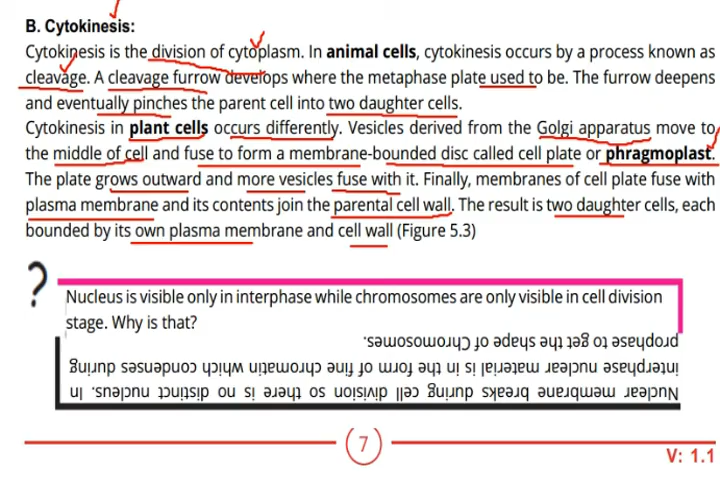 B. Cytokinesis:
Cytokinesis is the division of cytoplasm. In animal cells, cytokinesis occurs by a process known as
cleavage. A cleavage furrow develops where the metaphase plate used to be. The furrow deepens
and eventually pinches the parent cell into two daughter cells.
Cytokinesis in plant cells occurs differently. Vesicles derived from the Golgi apparatus move to
the middle of cell and fuse to form a membrane-bounded disc called cell plate or phragmoplast.
The plate grows outward and more vesicles fuse with it. Finally, membranes of cell plate fuse with
plasma membrane and its contents join the parental cell wall. The result is two daughter cells, each
bounded by its own plasma membrane and cell wall (Figure 5.3)
?
Nucleus is visible only in interphase while chromosomes are only visible in cell division
stage. Why is that?
Nuclear membrane breaks during cell division so there is no distinct nucleus. In
interphase nuclear material is in the form of fine chromatin which condenses during
prophase to get the shape of Chromosomes.
7
V: 1.1